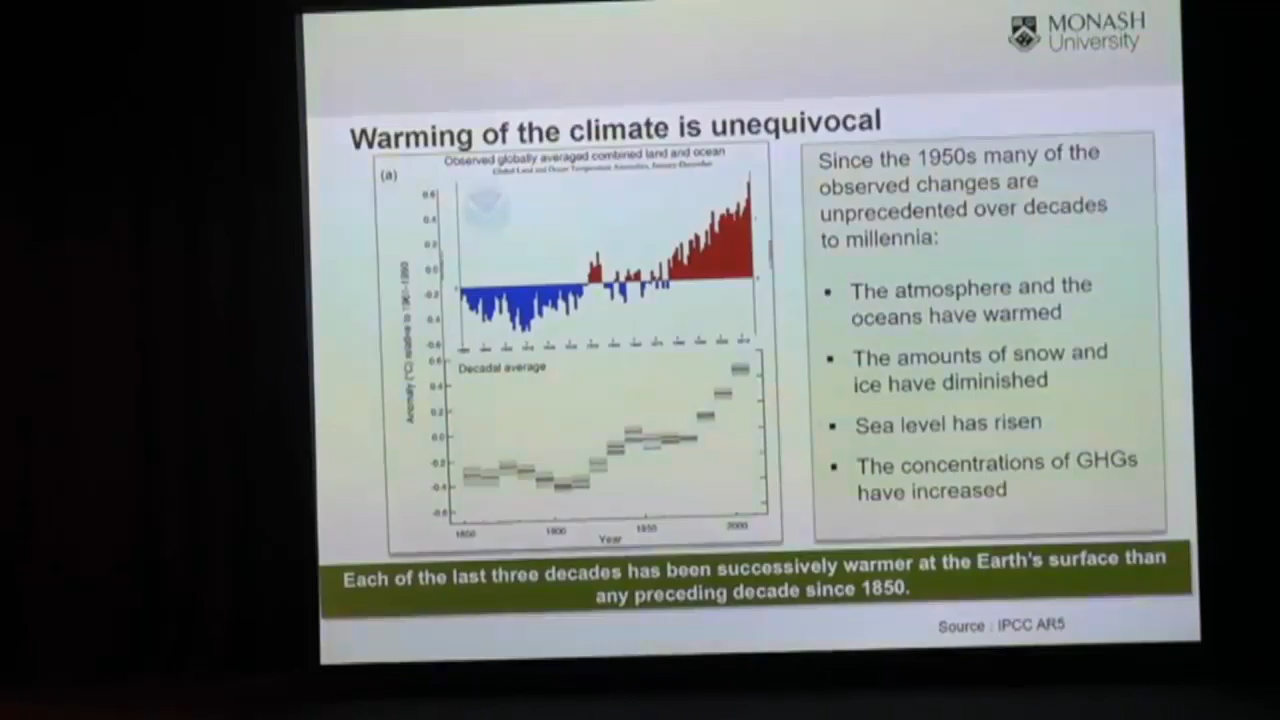 MONASH
University
Warming of the climate is unequivocal
Observed globally averaged combined land and ocean
Global Land and Ocean Temperature Anomalies, January-December
(a)
0.6
0.4
0.2
0.0
-0.2
-0.6
Anomaly (°C) relative to 1961-1990
Decadal average
0.6
0.4
0.2
0.0
-0.2
-0.4
-0.6
1850
1900
1950
2000
Year
Since the 1950s many of the
observed changes are
unprecedented over decades
to millennia:
▪ The atmosphere and the
oceans have warmed
▪ The amounts of snow and
ice have diminished
▪ Sea level has risen
▪ The concentrations of GHGs
have increased
Each of the last three decades has been successively warmer at the Earth's surface than
any preceding decade since 1850.
Source : IPCC AR5